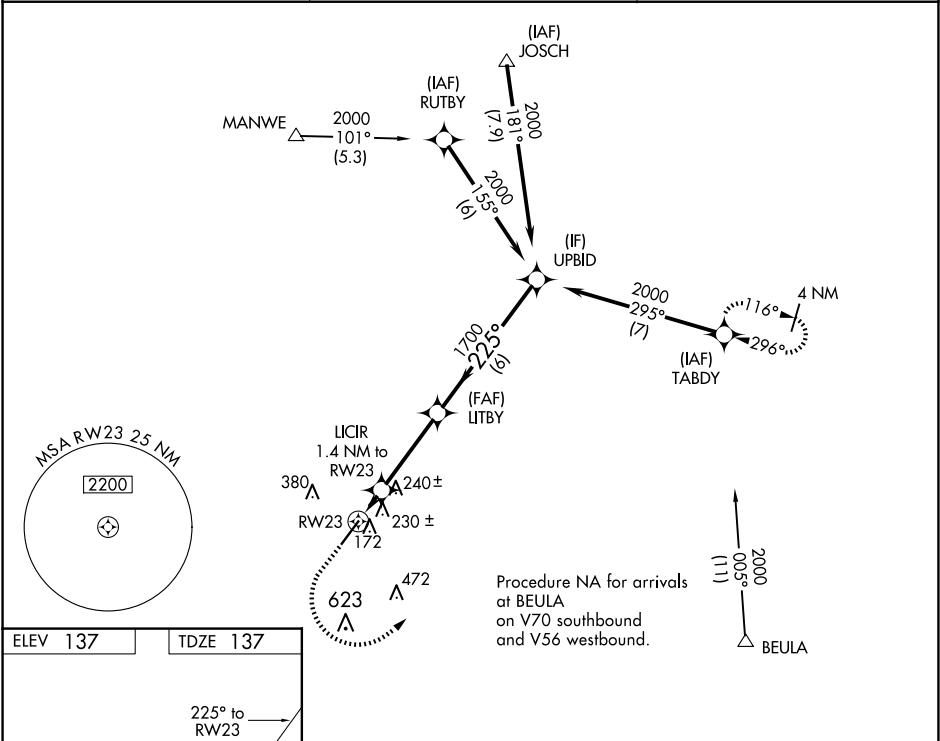 (IAF)
JOSCH
(IAF)
RUTBY
MANWE
2000
101°
(5.3)
2000
181°
(7.9)
2000
155°
(6)
(IF)
UPBID
2000
295°
(7)
116°
4 NM
296°
(IAF)
TABDY
1700
225°
(6)
(FAF)
LITBY
LICIR
1.4 NM to
RW23
380
240±
RW23
230 ±
172
MSA RW23 25 NM
2200
472
623
Procedure NA for arrivals
at BEULA
on V70 southbound
and V56 westbound.
2000
005°
(11)
BEULA
ELEV 137
TDZE 137
225° to
RW23